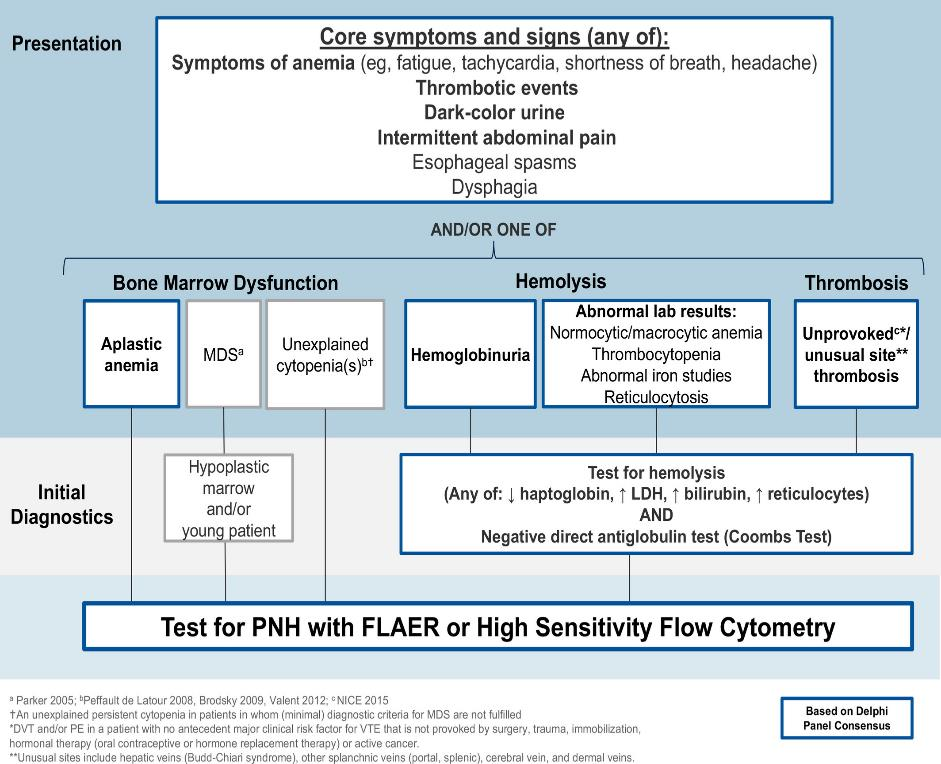 Presentation
Core symptoms and signs (any of):
Symptoms of anemia (eg, fatigue, tachycardia, shortness of breath, headache)
Thrombotic events
Dark-color urine
Intermittent abdominal pain
Esophageal spasms
Dysphagia
AND/OR ONE OF
Bone Marrow Dysfunction
Hemolysis
Thrombosis
Aplastic
anemia
MDSᵃ
Unexplained
cytopenia(s)ᵇ†
Hemoglobinuria
Abnormal lab results:
Normocytic/macrocytic anemia
Thrombocytopenia
Abnormal iron studies
Reticulocytosis
Unprovokedᶜ*/
unusual site**
thrombosis
Initial
Diagnostics
Hypoplastic
marrow
and/or
young patient
Test for hemolysis
(Any of: ↓ haptoglobin, ↑ LDH, ↑ bilirubin, ↑ reticulocytes)
AND
Negative direct antiglobulin test (Coombs Test)
Test for PNH with FLAER or High Sensitivity Flow Cytometry
ᵃ Parker 2005; ᵇPeffault de Latour 2008, Brodsky 2009, Valent 2012; ᶜNICE 2015
†An unexplained persistent cytopenia in patients in whom (minimal) diagnostic criteria for MDS are not fulfilled
*DVT and/or PE in a patient with no antecedent major clinical risk factor for VTE that is not provoked by surgery, trauma, immobilization,
hormonal therapy (oral contraceptive or hormone replacement therapy) or active cancer.
**Unusual sites include hepatic veins (Budd-Chiari syndrome), other splanchnic veins (portal, splenic), cerebral vein, and dermal veins.
Based on Delphi
Panel Consensus